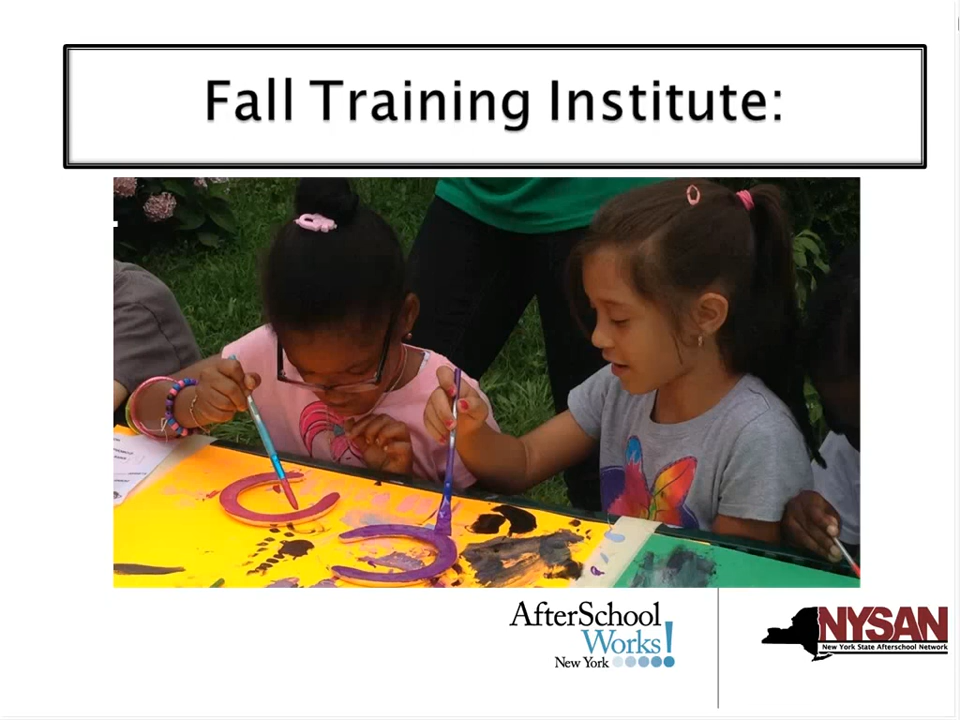 Fall Training Institute:
AfterSchool
Works!
New York
NYSAN
New York State Afterschool Network